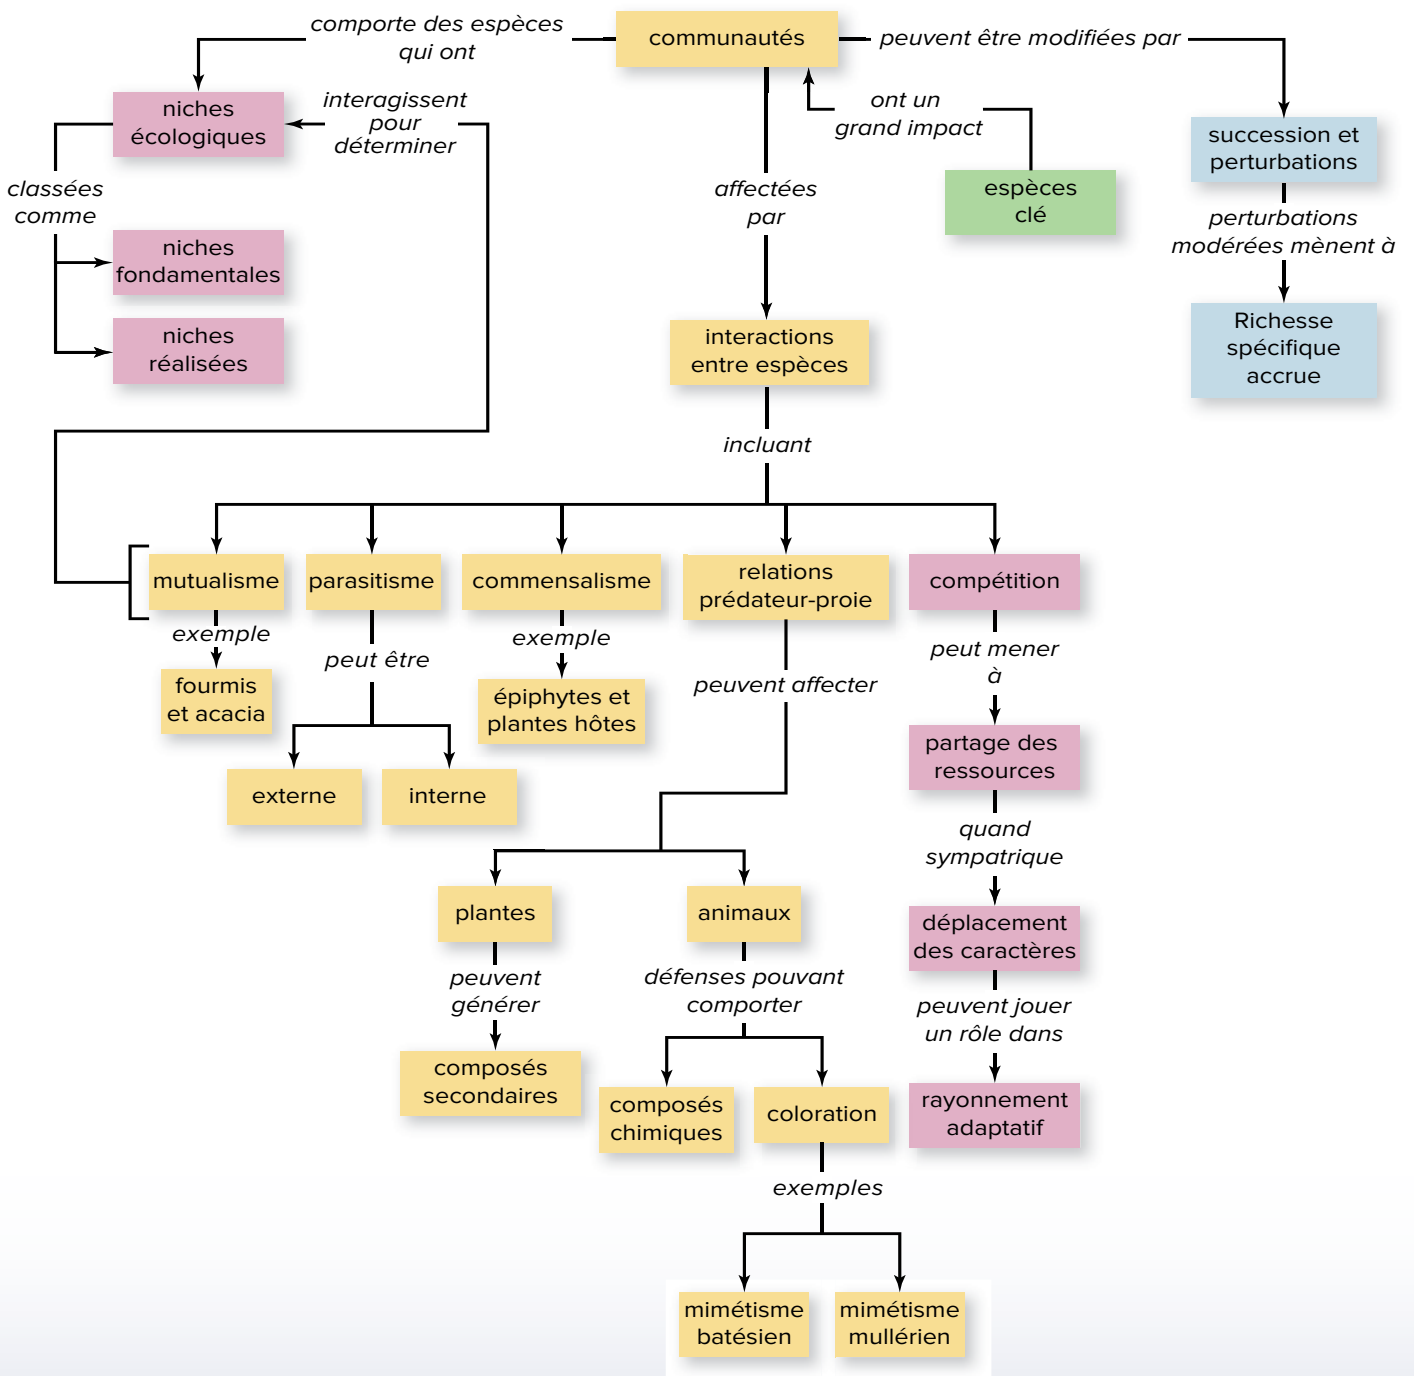 comporte des espèces
qui ont
communautés
peuvent être modifiées par
niches
écologiques
interagissent
pour
déterminer
ont un
grand impact
succession et
perturbations
classées
comme
affectées
par
espèces
clé
perturbations
modérées mènent à
niches
fondamentales
niches
réalisées
interactions
entre espèces
Richesse
spécifique
accrue
incluant
mutualisme
parasitisme
commensalisme
relations
prédateur-proie
compétition
exemple
peut être
exemple
peuvent affecter
peut mener
à
fourmis
et acacia
épiphytes et
plantes hôtes
partage des
ressources
externe
interne
quand
sympatrique
plantes
animaux
déplacement
des caractères
peuvent
générer
défenses pouvant
comporter
peuvent jouer
un rôle dans
composés
secondaires
composés
chimiques
coloration
rayonnement
adaptatif
exemples
mimétisme
batésien
mimétisme
mullérien